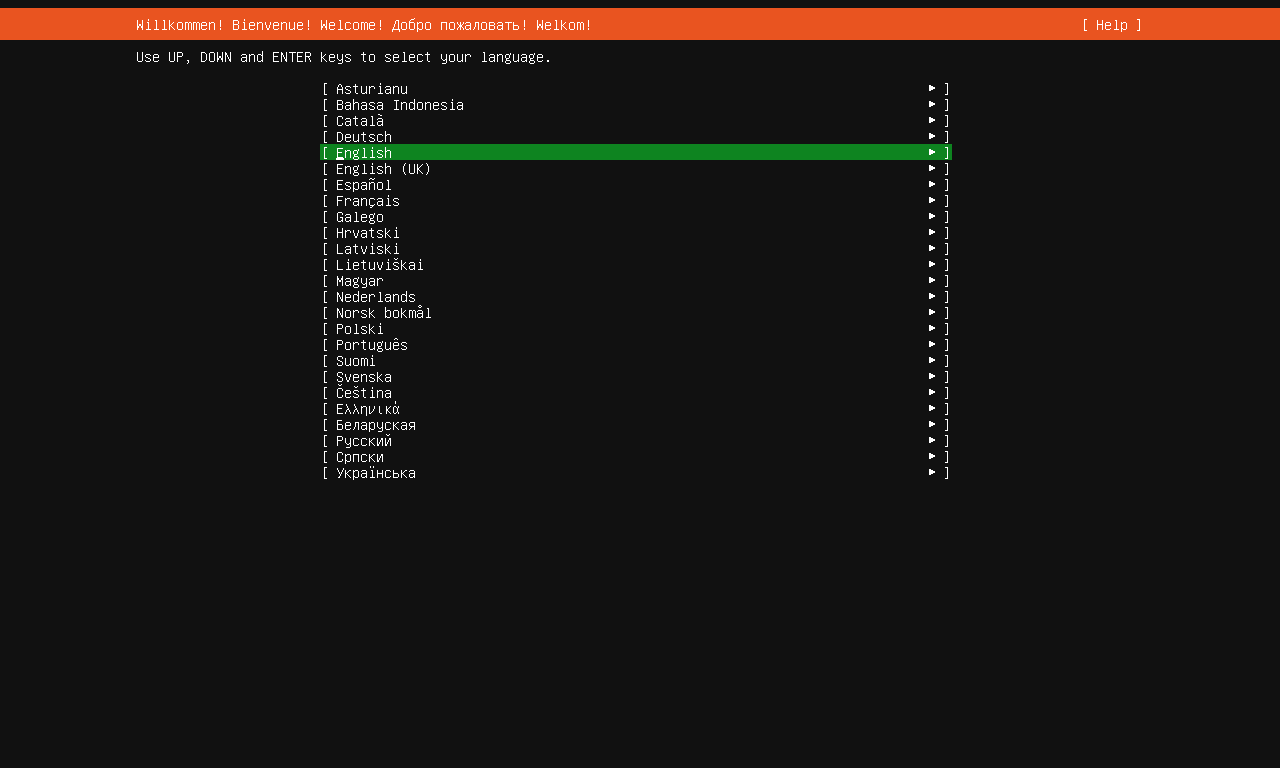 Willkommen! Bienvenue! Welcome! Добро пожаловать! Welkom! [ Help ]
Use UP, DOWN and ENTER keys to select your language.
[ Asturianu ▸ ]
[ Bahasa Indonesia ▸ ]
[ Català ▸ ]
[ Deutsch ▸ ]
[ English ▸ ]
[ English (UK) ▸ ]
[ Español ▸ ]
[ Français ▸ ]
[ Galego ▸ ]
[ Hrvatski ▸ ]
[ Latviski ▸ ]
[ Lietuviškai ▸ ]
[ Magyar ▸ ]
[ Nederlands ▸ ]
[ Norsk bokmål ▸ ]
[ Polski ▸ ]
[ Português ▸ ]
[ Suomi ▸ ]
[ Svenska ▸ ]
[ Čeština ▸ ]
[ Ελληνικά ▸ ]
[ Беларуская ▸ ]
[ Русский ▸ ]
[ Српски ▸ ]
[ Українська ▸ ]